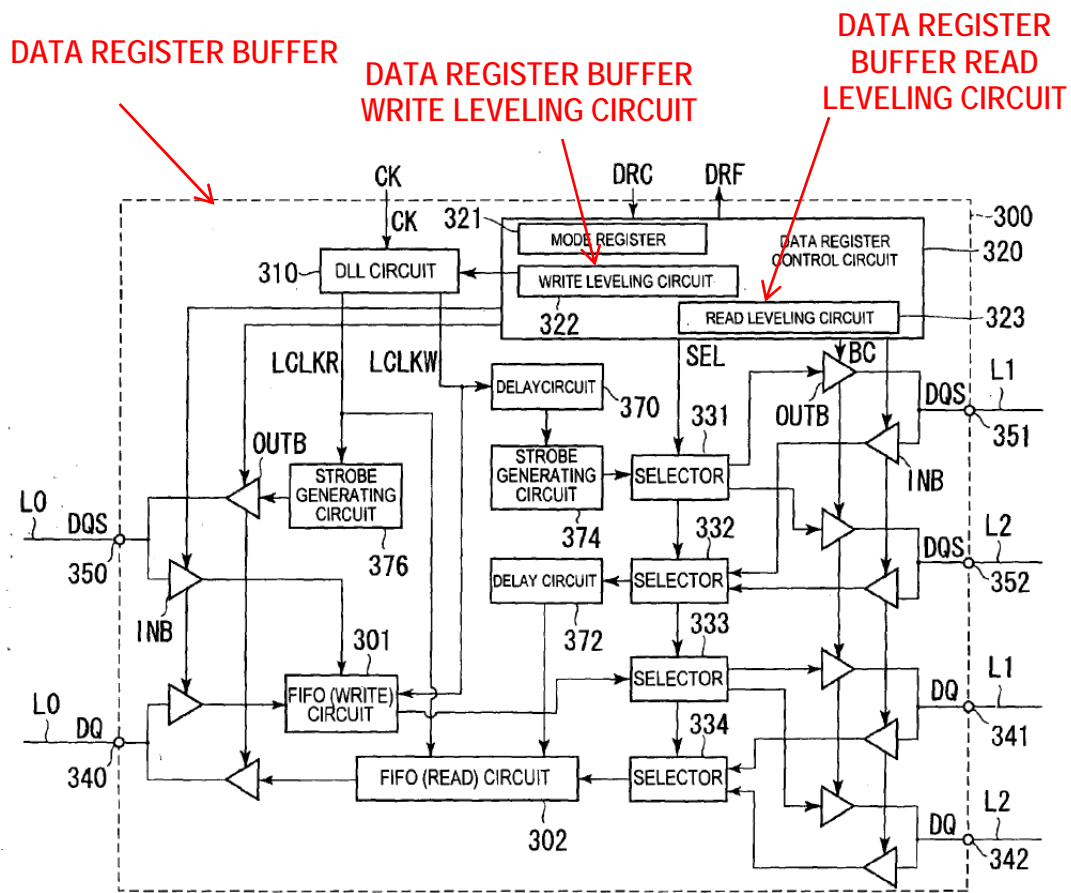 DATA REGISTER BUFFER
DATA REGISTER BUFFER
WRITE LEVELING CIRCUIT
DATA REGISTER
BUFFER READ
LEVELING CIRCUIT
CK
DRC
DRF
300
321
MODE REGISTER
DATA REGISTER
CONTROL CIRCUIT
320
CK
310
DLL CIRCUIT
WRITE LEVELING CIRCUIT
322
READ LEVELING CIRCUIT
323
LCLKR
LCLKW
SEL
BC
L1
DELAYCIRCUIT
370
OUTB
DQS
351
331
OUTB
STROBE
GENERATING
CIRCUIT
STROBE
GENERATING
CIRCUIT
SELECTOR
INB
L0
DQS
350
376
374
332
DQS
L2
352
DELAY CIRCUIT
SELECTOR
INB
372
301
333
L1
FIFO (WRITE)
CIRCUIT
SELECTOR
L0
DQ
340
DQ
341
334
FIFO (READ) CIRCUIT
SELECTOR
302
L2
DQ
342